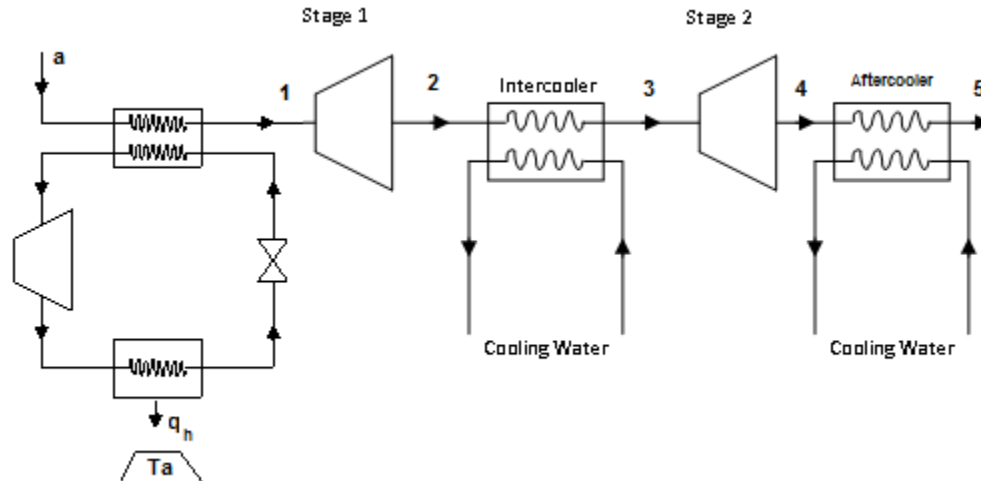 Stage 1
Stage 2
a
1
2
Intercooler
3
4
Aftercooler
5
Cooling Water
Cooling Water
q h
Ta